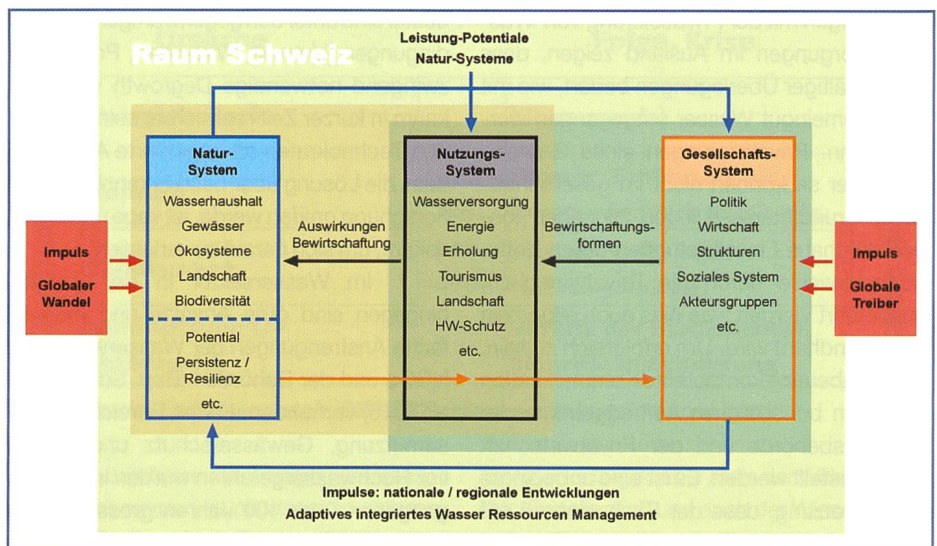 Leistung-Potentiale
Natur-Systeme
Raum Schweiz
Natur-
System
Wasserhaushalt
Gewässer
Ökosysteme
Landschaft
Biodiversität
Potential
Persistenz /
Resilienz
etc.
Auswirkungen
Bewirtschaftung
Nutzungs-
System
Wasserversorgung
Energie
Erholung
Tourismus
Landschaft
HW-Schutz
etc.
Bewirtschaftungs-
formen
Gesellschafts-
System
Politik
Wirtschaft
Strukturen
Soziales System
Akteursgruppen
etc.
Impuls
Globaler
Wandel
Impuls
Globale
Treiber
Impulse: nationale / regionale Entwicklungen
Adaptives integriertes Wasser Resourcen Management